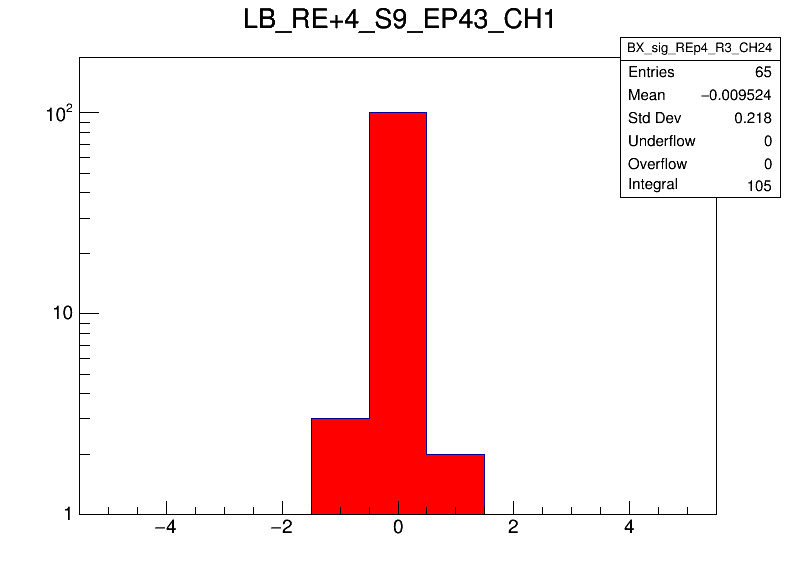 LB_RE+4_S9_EP43_CH1
BX_sig_REp4_R3_CH24
Entries 65
Mean −0.009524
Std Dev 0.218
Underflow 0
Overflow 0
Integral 105
10²
10
1
−4 −2 0 2 4